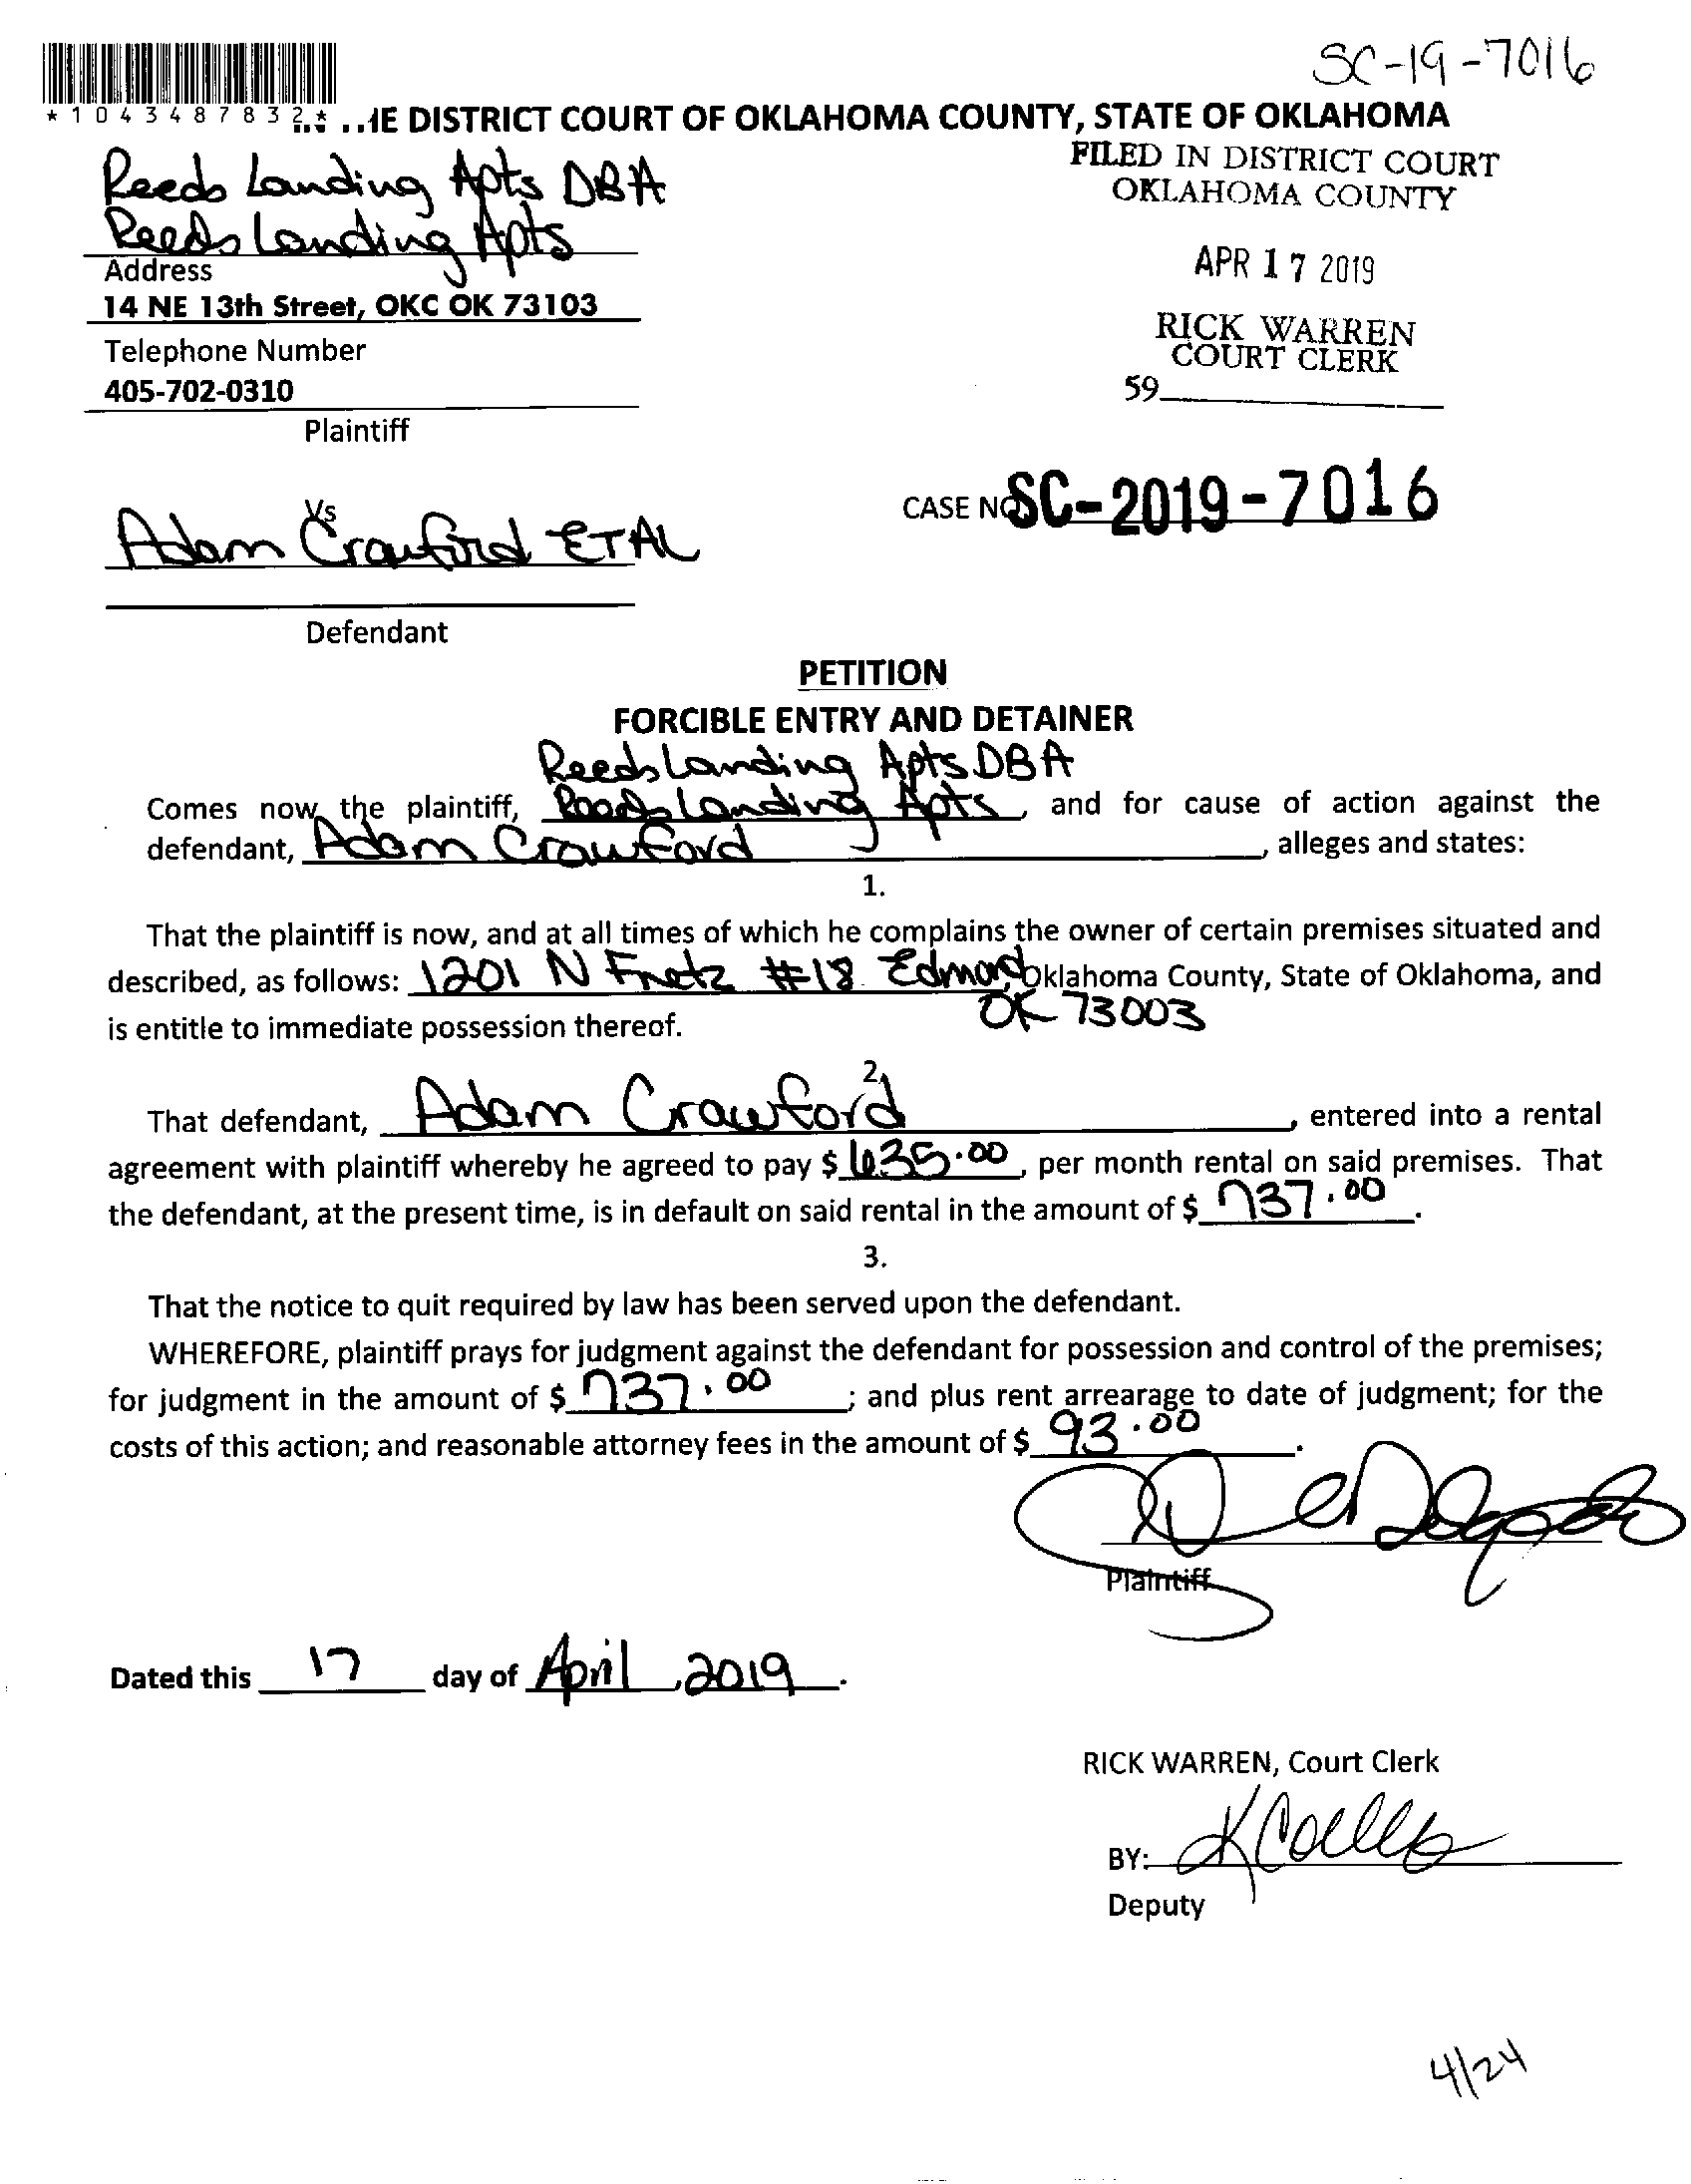 SC-19-7016
*1043487832*
HE DISTRICT COURT OF OKLAHOMA COUNTY, STATE OF OKLAHOMA
FILED IN DISTRICT COURT
OKLAHOMA COUNTY
Reeds Landing Apts DBA
Reeds Landing Apts
Address
14 NE 13th Street, OKC OK 73103
Telephone Number
405-702-0310
Plaintiff
APR 17 2019
RICK WARREN
COURT CLERK
59
Vs
CASE NO. SC-2019-7016
Adam Crawford ETAL
Defendant
PETITION
FORCIBLE ENTRY AND DETAINER
Reeds Landing Apts DBA
Comes now the plaintiff, Reeds Landing Apts, and for cause of action against the
defendant, Adam Crawford, alleges and states:
1.
That the plaintiff is now, and at all times of which he complains the owner of certain premises situated and
described, as follows: 1201 N Fretz #18 Edmond, Oklahoma County, State of Oklahoma, and
OK 73003
is entitle to immediate possession thereof.
2.
That defendant, Adam Crawford, entered into a rental
agreement with plaintiff whereby he agreed to pay $ 635.00, per month rental on said premises. That
the defendant, at the present time, is in default on said rental in the amount of $ 737.00.
3.
That the notice to quit required by law has been served upon the defendant.
WHEREFORE, plaintiff prays for judgment against the defendant for possession and control of the premises;
for judgment in the amount of $ 737.00; and plus rent arrearage to date of judgment; for the
costs of this action; and reasonable attorney fees in the amount of $ 93.00.
Plaintiff
Dated this 17 day of April, 2019.
RICK WARREN, Court Clerk
BY:
Deputy
4/24